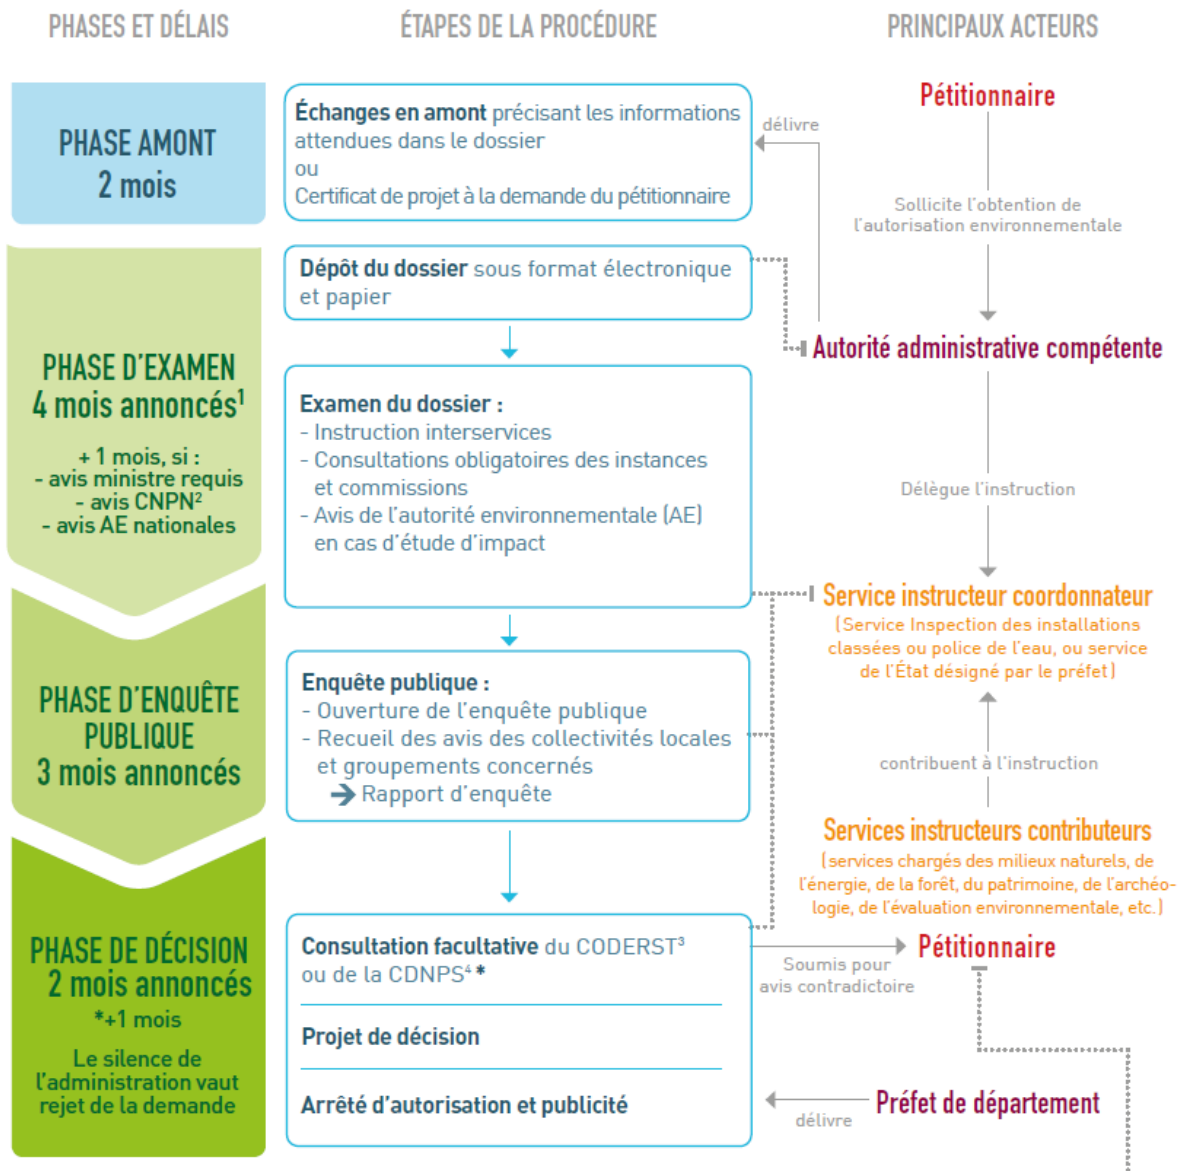 PHASES ET DÉLAIS
ÉTAPES DE LA PROCÉDURE
PRINCIPAUX ACTEURS
PHASE AMONT
2 mois
Échanges en amont précisant les informations
attendues dans le dossier
ou
Certificat de projet à la demande du pétitionnaire
délivre
Pétitionnaire
Sollicite l'obtention de
l'autorisation environnementale
PHASE D'EXAMEN
4 mois annoncés¹
+ 1 mois, si :
- avis ministre requis
- avis CNPN²
- avis AE nationales
Dépôt du dossier sous format électronique
et papier
Autorité administrative compétente
Examen du dossier :
- Instruction interservices
- Consultations obligatoires des instances
et commissions
- Avis de l'autorité environnementale (AE)
en cas d'étude d'impact
Délègue l'instruction
Service instructeur coordonnateur
(Service Inspection des installations
classées ou police de l'eau, ou service
de l'État désigné par le préfet)
PHASE D'ENQUÊTE
PUBLIQUE
3 mois annoncés
Enquête publique :
- Ouverture de l'enquête publique
- Recueil des avis des collectivités locales
et groupements concernés
➔ Rapport d'enquête
contribuent à l'instruction
Services instructeurs contributeurs
(services chargés des milieux naturels, de
l'énergie, de la forêt, du patrimoine, de l'archéo-
logie, de l'évaluation environnementale, etc.)
PHASE DE DÉCISION
2 mois annoncés
*+1 mois
Le silence de
l'administration vaut
rejet de la demande
Consultation facultative du CODERST³
ou de la CDNPS⁴ *
Projet de décision
Arrêté d'autorisation et publicité
Soumis pour
avis contradictoire
Pétitionnaire
délivre
Préfet de département